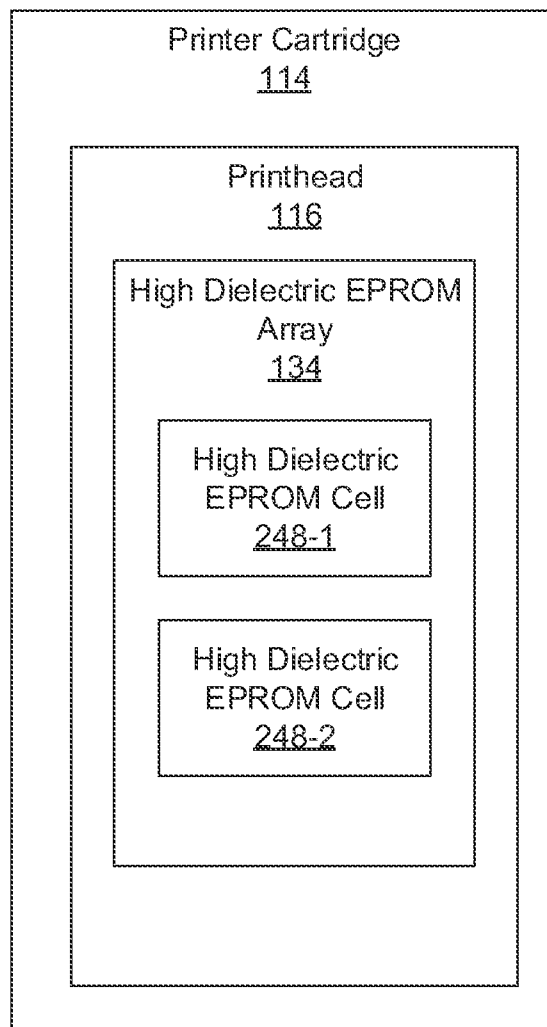 Printer Cartridge
114
Printhead
116
High Dielectric EPROM
Array
134
High Dielectric
EPROM Cell
248-1
High Dielectric
EPROM Cell
248-2